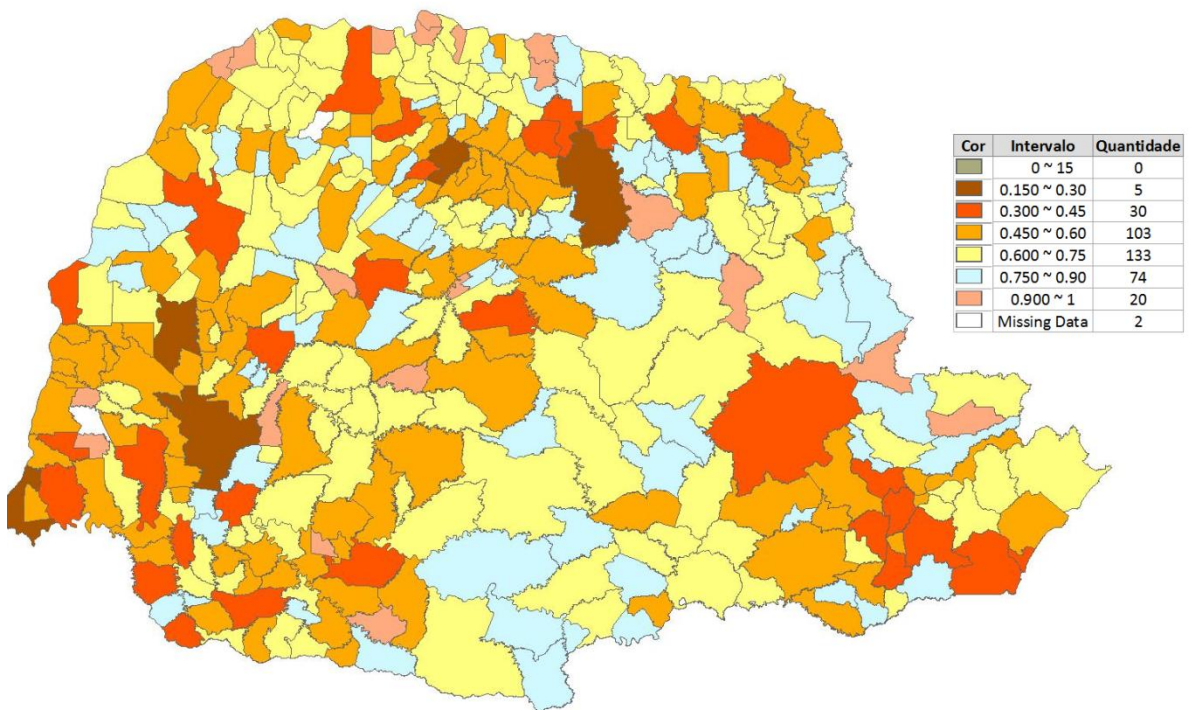 Cor Intervalo Quantidade
0 ~ 15 0
0.150 ~ 0.30 5
0.300 ~ 0.45 30
0.450 ~ 0.60 103
0.600 ~ 0.75 133
0.750 ~ 0.90 74
0.900 ~ 1 20
Missing Data 2